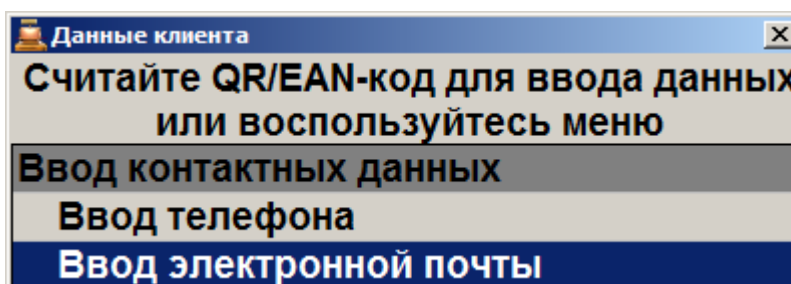 Данные клиента
Считайте QR/EAN-код для ввода данных
или воспользуйтесь меню
Ввод контактных данных
Ввод телефона
Ввод электронной почты